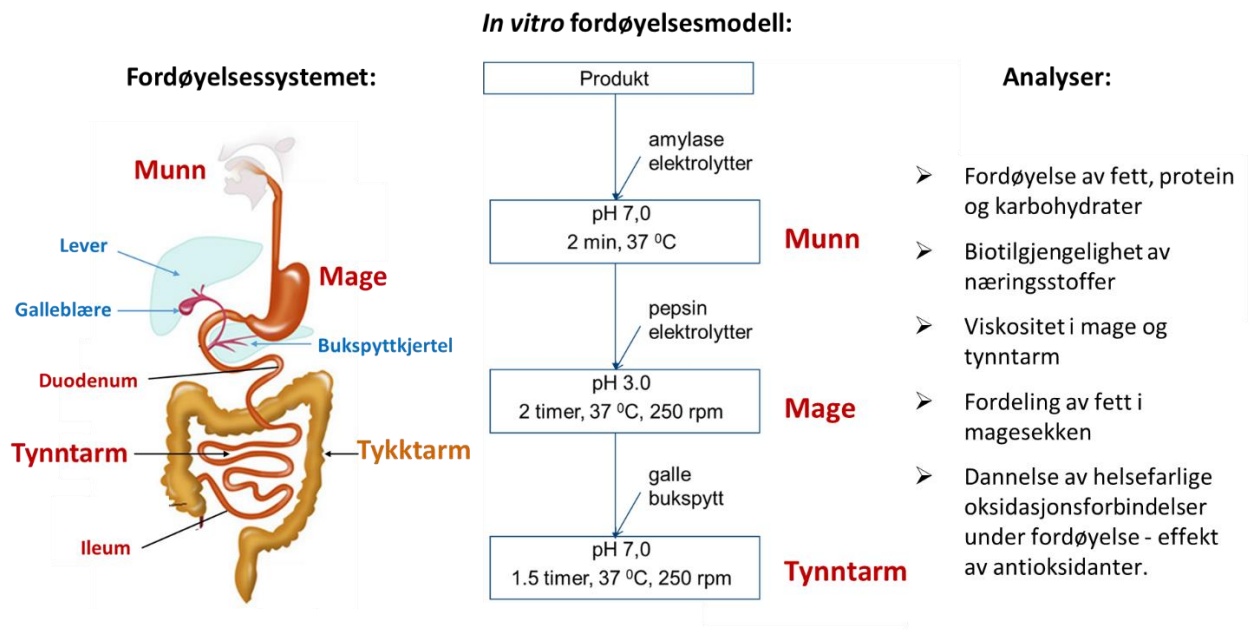 In vitro fordøyelsesmodell:
Fordøyelsessystemet:
Munn
Lever
Mage
Galleblære
Bukspyttkjertel
Duodenum
Tynntarm
Tykktarm
Ileum
Produkt
amylase
elektrolytter
pH 7,0
2 min, 37 ⁰C
Munn
pepsin
elektrolytter
pH 3.0
2 timer, 37 ⁰C, 250 rpm
Mage
galle
bukspytt
pH 7,0
1.5 timer, 37 ⁰C, 250 rpm
Tynntarm
Analyser:
➢ Fordøyelse av fett, protein
og karbohydrater
➢ Biotilgjengelighet av
næringsstoffer
➢ Viskositet i mage og
tynntarm
➢ Fordeling av fett i
magesekken
➢ Dannelse av helsefarlige
oksidasjonsforbindelser
under fordøyelse - effekt
av antioksidanter.